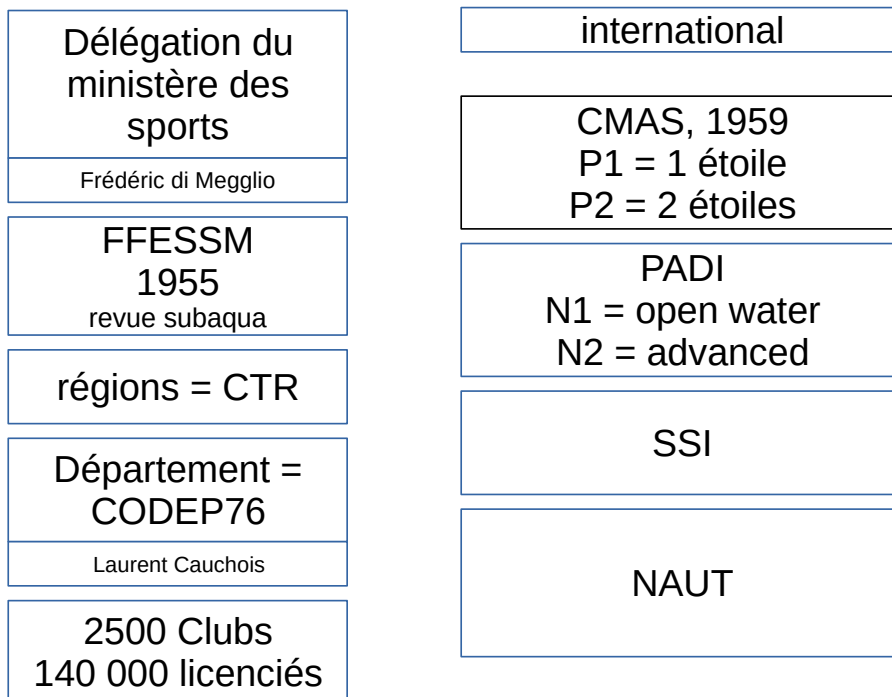 Délégation du
ministère des
sports
Frédéric di Megglio
FFESSM
1955
revue subaqua
régions = CTR
Département =
CODEP76
Laurent Cauchois
2500 Clubs
140 000 licenciés
international
CMAS, 1959
P1 = 1 étoile
P2 = 2 étoiles
PADI
N1 = open water
N2 = advanced
SSI
NAUT